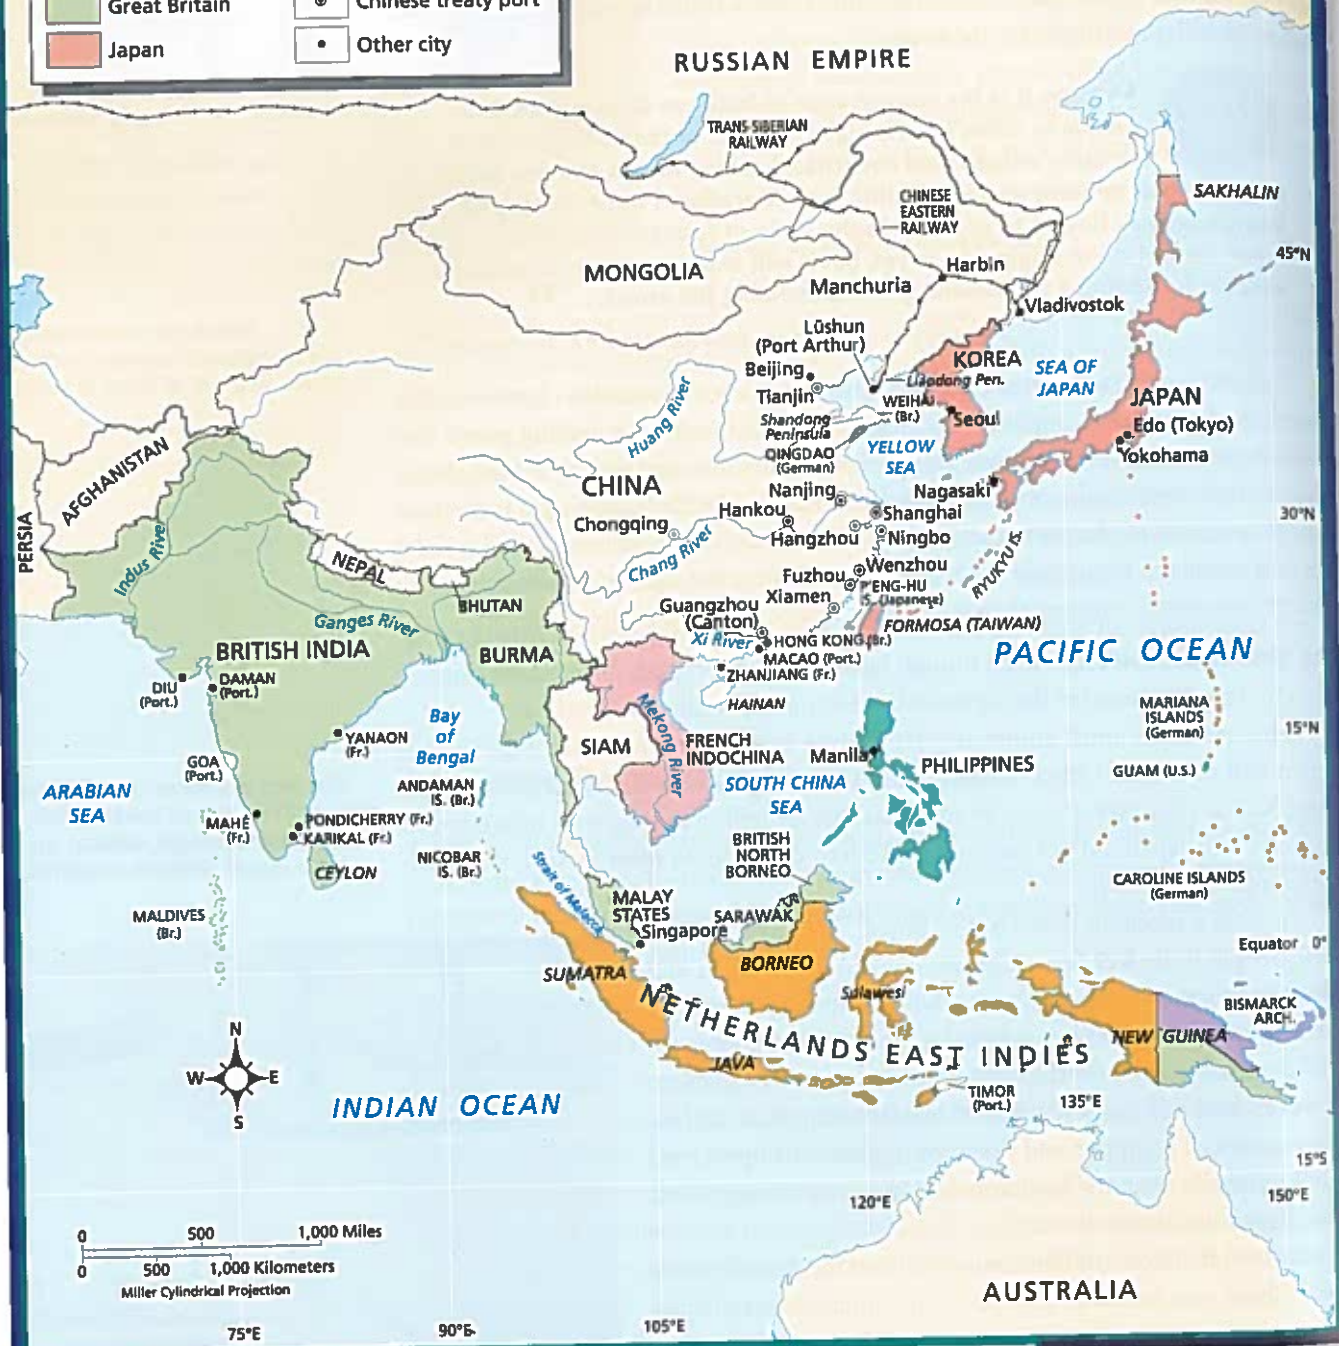 Great Britain
Chinese treaty port
Japan
Other city
RUSSIAN EMPIRE
TRANS-SIBERIAN
RAILWAY
CHINESE
EASTERN
RAILWAY
SAKHALIN
45°N
MONGOLIA
Harbin
Manchuria
Vladivostok
Lüshun
(Port Arthur)
KOREA
SEA OF
JAPAN
Beijing
Liaodong Pen.
Tianjin
WEIHAI
(Br.)
JAPAN
Huang River
Shandong
Peninsula
Seoul
Edo (Tokyo)
QINGDAO
(German)
YELLOW
SEA
Yokohama
AFGHANISTAN
CHINA
Nanjing
Nagasaki
PERSIA
Hankou
Shanghai
30°N
Chongqing
Hangzhou
Ningbo
Indus River
NEPAL
Chang River
Wenzhou
RYUKYU IS.
Fuzhou
P'ENG-HU
IS. (Japanese)
BHUTAN
Xiamen
Guangzhou
(Canton)
Ganges River
FORMOSA (TAIWAN)
Xi River
HONG KONG (Br.)
BRITISH INDIA
BURMA
MACAO (Port.)
PACIFIC OCEAN
ZHANJIANG (Fr.)
DIU
(Port.)
DAMAN
(Port.)
HAINAN
Mekong River
MARIANA
ISLANDS
(German)
Bay
of
Bengal
15°N
YANAON
(Fr.)
SIAM
FRENCH
INDOCHINA
Manila
PHILIPPINES
GOA
(Port.)
GUAM (U.S.)
ARABIAN
SEA
ANDAMAN
IS. (Br.)
SOUTH CHINA
SEA
MAHÉ
(Fr.)
PONDICHERRY (Fr.)
KARIKAL (Fr.)
BRITISH
NORTH
BORNEO
CEYLON
NICOBAR
IS. (Br.)
Strait of Malacca
CAROLINE ISLANDS
(German)
MALAY
STATES
MALDIVES
(Br.)
SARAWAK
Singapore
Equator 0°
BORNEO
SUMATRA
Sulawesi
NETHERLANDS EAST INDIES
BISMARCK
ARCH.
NEW GUINEA
N
W
E
S
JAVA
TIMOR
(Port.)
135°E
INDIAN OCEAN
15°S
120°E
150°E
0
500
1,000 Miles
0
500
1,000 Kilometers
Miller Cylindrical Projection
AUSTRALIA
75°E
90°E
105°E